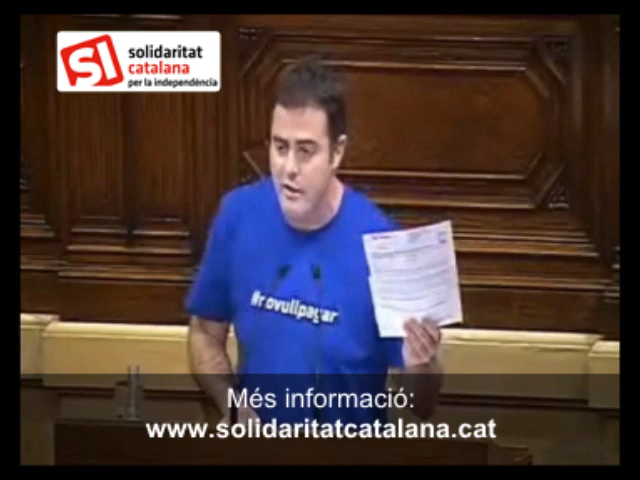 SI
solidaritat
catalana
per la independència
#novullpagar
Més informació:
www.solidaritatcatalana.cat